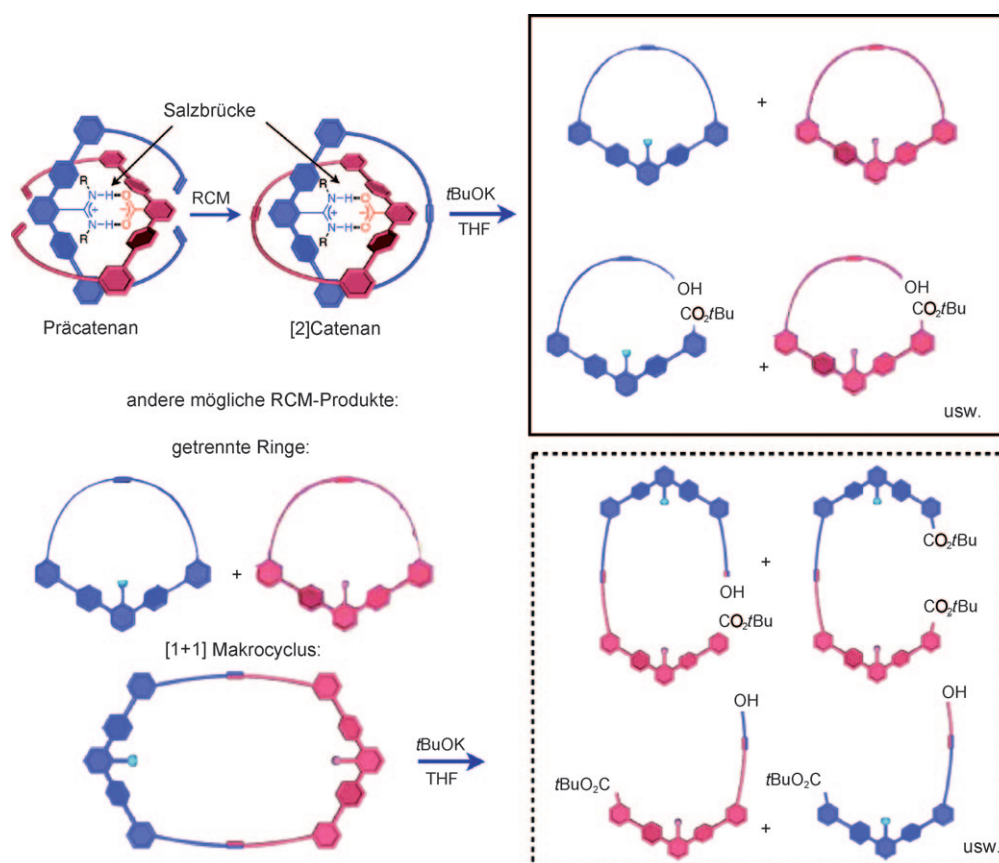 Salzbrücke
R
N-H
O
+
−
N-H
O
R
RCM
R
N-H
O
+
−
N-H
O
R
tBuOK
THF
Präcatenan
[2]Catenan
+
OH
CO₂tBu
+
OH
CO₂tBu
usw.
andere mögliche RCM-Produkte:
getrennte Ringe:
+
[1+1] Makrocyclus:
tBuOK
THF
+
CO₂tBu
OH
CO₂tBu
CO₂tBu
OH
OH
tBuO₂C
+
tBuO₂C
usw.